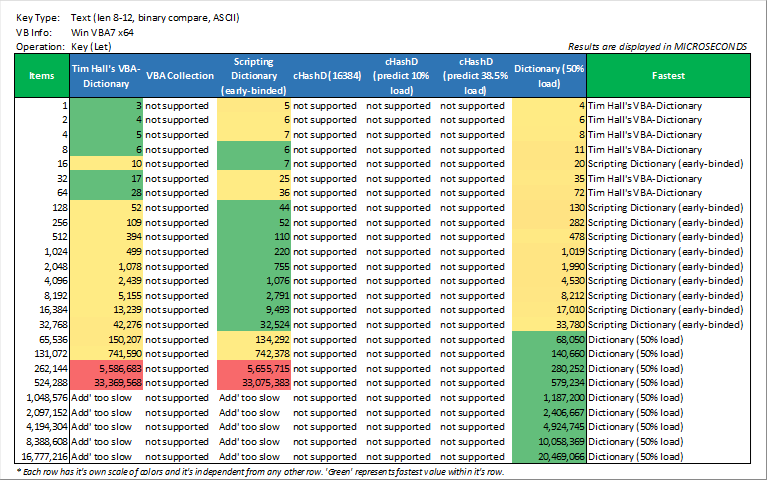 Key Type: Text (len 8-12, binary compare, ASCII)
VB Info: Win VBA7 x64
Operation: Key (Let)
Results are displayed in MICROSECONDS
Items Tim Hall's VBA-Dictionary VBA Collection Scripting Dictionary (early-binded) cHashD (16384) cHashD (predict 10% load) cHashD (predict 38.5% load) Dictionary (50% load) Fastest
1 3 not supported 5 not supported not supported not supported 4 Tim Hall's VBA-Dictionary
2 4 not supported 6 not supported not supported not supported 6 Tim Hall's VBA-Dictionary
4 5 not supported 7 not supported not supported not supported 8 Tim Hall's VBA-Dictionary
8 6 not supported 6 not supported not supported not supported 11 Tim Hall's VBA-Dictionary
16 10 not supported 7 not supported not supported not supported 20 Scripting Dictionary (early-binded)
32 17 not supported 25 not supported not supported not supported 35 Tim Hall's VBA-Dictionary
64 28 not supported 36 not supported not supported not supported 72 Tim Hall's VBA-Dictionary
128 52 not supported 44 not supported not supported not supported 130 Scripting Dictionary (early-binded)
256 109 not supported 52 not supported not supported not supported 282 Scripting Dictionary (early-binded)
512 394 not supported 110 not supported not supported not supported 478 Scripting Dictionary (early-binded)
1,024 499 not supported 220 not supported not supported not supported 1,019 Scripting Dictionary (early-binded)
2,048 1,078 not supported 755 not supported not supported not supported 1,990 Scripting Dictionary (early-binded)
4,096 2,439 not supported 1,076 not supported not supported not supported 4,530 Scripting Dictionary (early-binded)
8,192 5,155 not supported 2,791 not supported not supported not supported 8,212 Scripting Dictionary (early-binded)
16,384 13,239 not supported 9,493 not supported not supported not supported 17,010 Scripting Dictionary (early-binded)
32,768 42,276 not supported 32,524 not supported not supported not supported 33,780 Scripting Dictionary (early-binded)
65,536 150,207 not supported 134,292 not supported not supported not supported 68,050 Dictionary (50% load)
131,072 741,590 not supported 742,378 not supported not supported not supported 140,660 Dictionary (50% load)
262,144 5,586,683 not supported 5,655,715 not supported not supported not supported 280,252 Dictionary (50% load)
524,288 33,369,568 not supported 33,075,383 not supported not supported not supported 579,234 Dictionary (50% load)
1,048,576 Add' too slow not supported Add' too slow not supported not supported not supported 1,187,200 Dictionary (50% load)
2,097,152 Add' too slow not supported Add' too slow not supported not supported not supported 2,406,667 Dictionary (50% load)
4,194,304 Add' too slow not supported Add' too slow not supported not supported not supported 4,924,745 Dictionary (50% load)
8,388,608 Add' too slow not supported Add' too slow not supported not supported not supported 10,058,369 Dictionary (50% load)
16,777,216 Add' too slow not supported Add' too slow not supported not supported not supported 20,469,066 Dictionary (50% load)
* Each row has it's own scale of colors and it's independent from any other row. 'Green' represents fastest value within it's row.